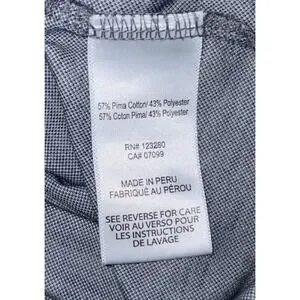 57% Pima Cotton/ 43% Polyester
57% Coton Pima/ 43% Polyester
RN# 123280
CA# 07099
MADE IN PERU
FABRIQUÉ AU PÉROU
SEE REVERSE FOR CARE
VOIR AU VERSO POUR
LES INSTRUCTIONS
DE LAVAGE